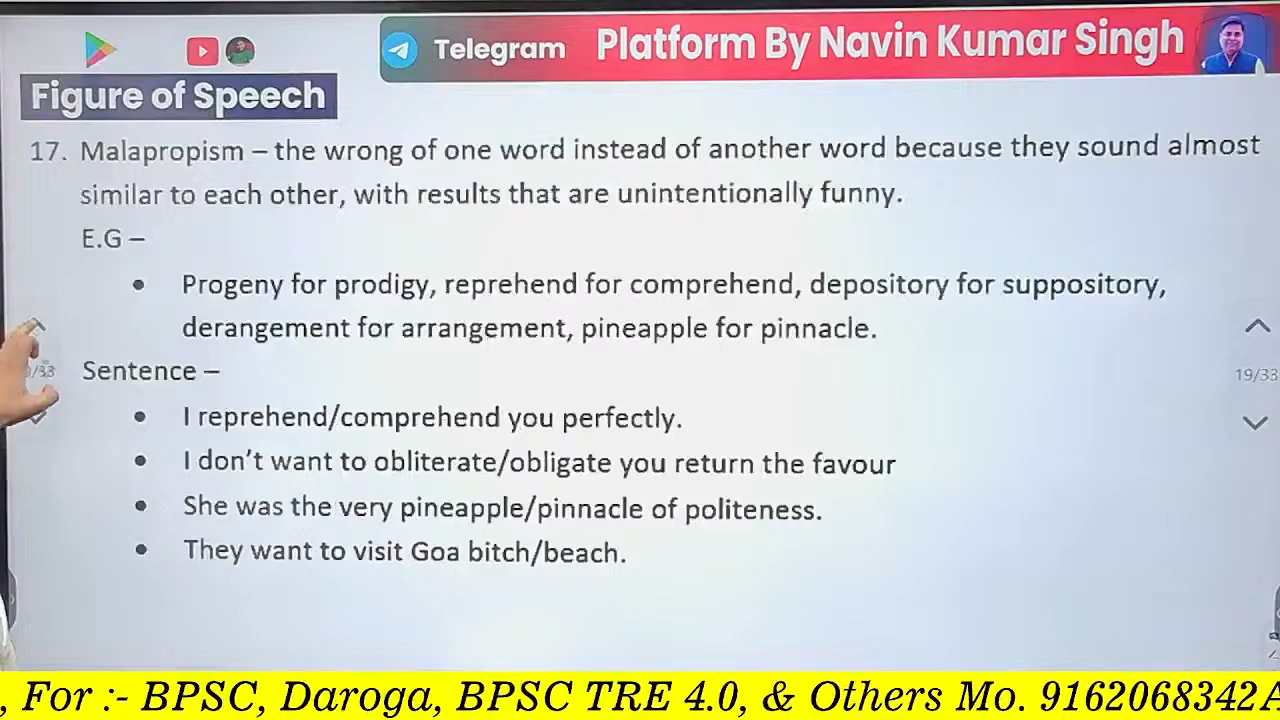 Telegram Platform By Navin Kumar Singh
Figure of Speech
17. Malapropism – the wrong of one word instead of another word because they sound almost
similar to each other, with results that are unintentionally funny.
E.G –
• Progeny for prodigy, reprehend for comprehend, depository for suppository,
derangement for arrangement, pineapple for pinnacle.
/33
19/33
Sentence –
• I reprehend/comprehend you perfectly.
• I don't want to obliterate/obligate you return the favour
• She was the very pineapple/pinnacle of politeness.
• They want to visit Goa bitch/beach.
, For :- BPSC, Daroga, BPSC TRE 4.0, & Others Mo. 9162068342A